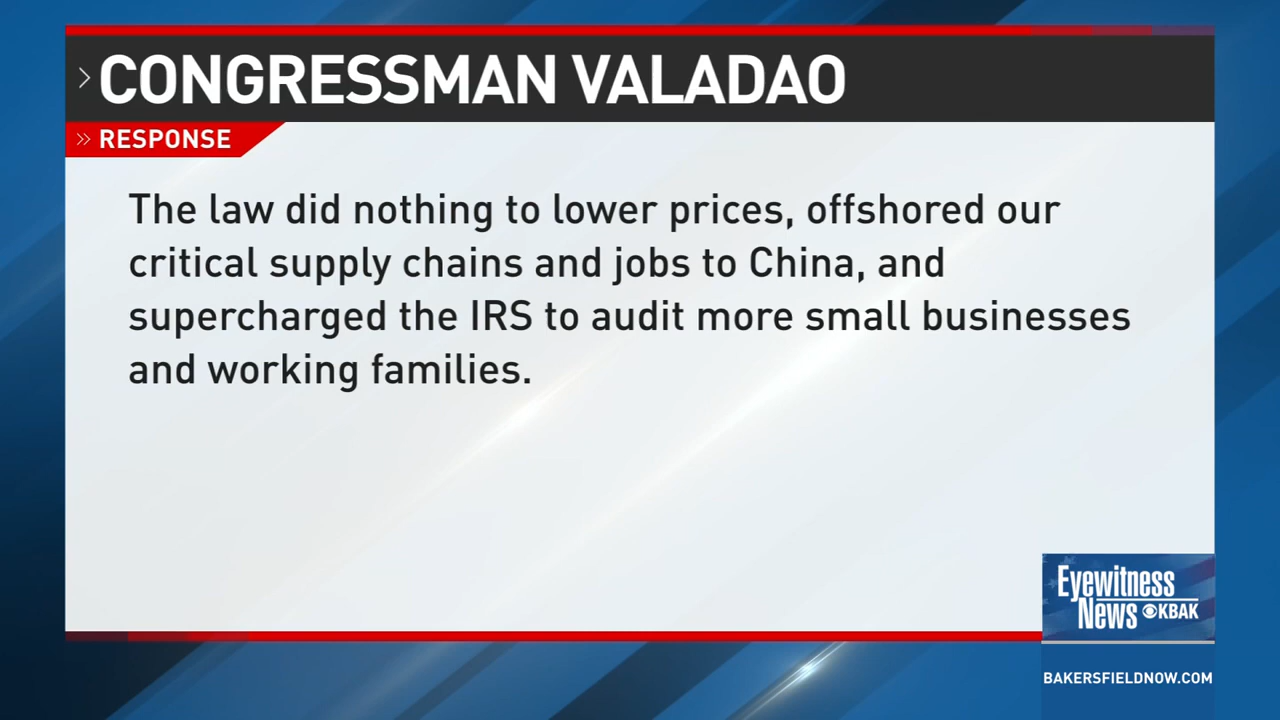 CONGRESSMAN VALADAO
RESPONSE
The law did nothing to lower prices, offshored our
critical supply chains and jobs to China, and
supercharged the IRS to audit more small businesses
and working families.
Eyewitness
News KBAK
BAKERSFIELDNOW.COM